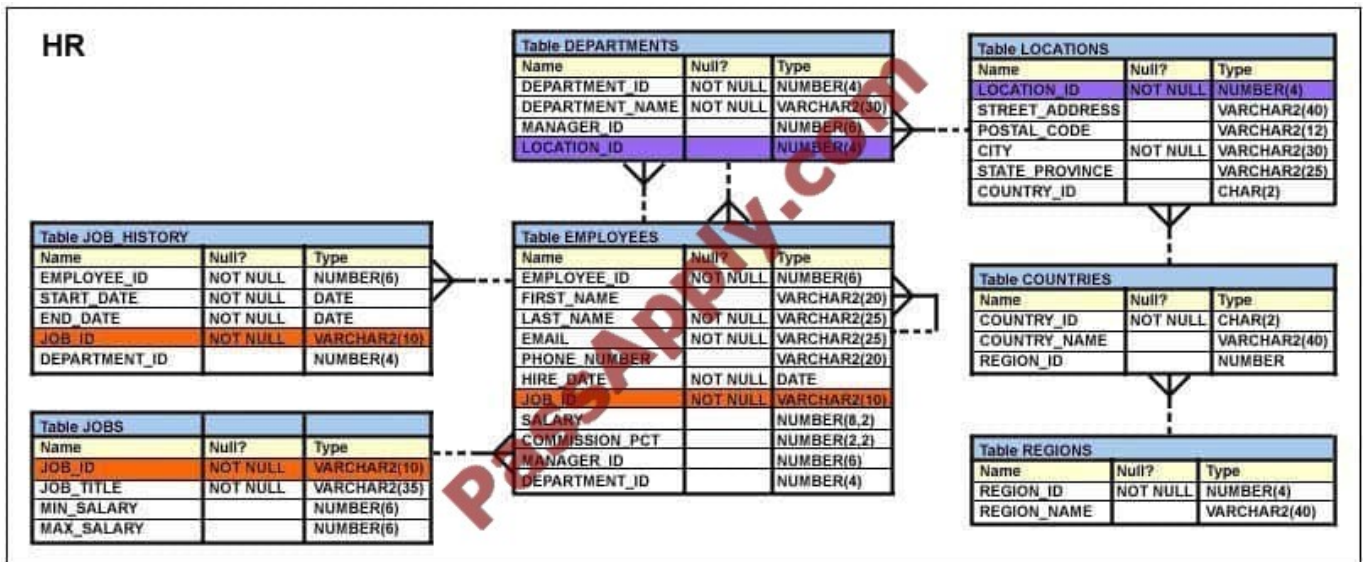 HR
Table DEPARTMENTS
Name Null? Type
DEPARTMENT_ID NOT NULL NUMBER(4)
DEPARTMENT_NAME NOT NULL VARCHAR2(30)
MANAGER_ID NUMBER(6)
LOCATION_ID NUMBER(4)
Table LOCATIONS
Name Null? Type
LOCATION_ID NOT NULL NUMBER(4)
STREET_ADDRESS VARCHAR2(40)
POSTAL_CODE VARCHAR2(12)
CITY NOT NULL VARCHAR2(30)
STATE_PROVINCE VARCHAR2(25)
COUNTRY_ID CHAR(2)
Table JOB_HISTORY
Name Null? Type
EMPLOYEE_ID NOT NULL NUMBER(6)
START_DATE NOT NULL DATE
END_DATE NOT NULL DATE
JOB_ID NOT NULL VARCHAR2(10)
DEPARTMENT_ID NUMBER(4)
Table EMPLOYEES
Name Null? Type
EMPLOYEE_ID NOT NULL NUMBER(6)
FIRST_NAME VARCHAR2(20)
LAST_NAME NOT NULL VARCHAR2(25)
EMAIL NOT NULL VARCHAR2(25)
PHONE_NUMBER VARCHAR2(20)
HIRE_DATE NOT NULL DATE
JOB_ID NOT NULL VARCHAR2(10)
SALARY NUMBER(8,2)
COMMISSION_PCT NUMBER(2,2)
MANAGER_ID NUMBER(6)
DEPARTMENT_ID NUMBER(4)
Table COUNTRIES
Name Null? Type
COUNTRY_ID NOT NULL CHAR(2)
COUNTRY_NAME VARCHAR2(40)
REGION_ID NUMBER
Table JOBS
Name Null? Type
JOB_ID NOT NULL VARCHAR2(10)
JOB_TITLE NOT NULL VARCHAR2(35)
MIN_SALARY NUMBER(6)
MAX_SALARY NUMBER(6)
Table REGIONS
Name Null? Type
REGION_ID NOT NULL NUMBER(4)
REGION_NAME VARCHAR2(40)
PassApply.com